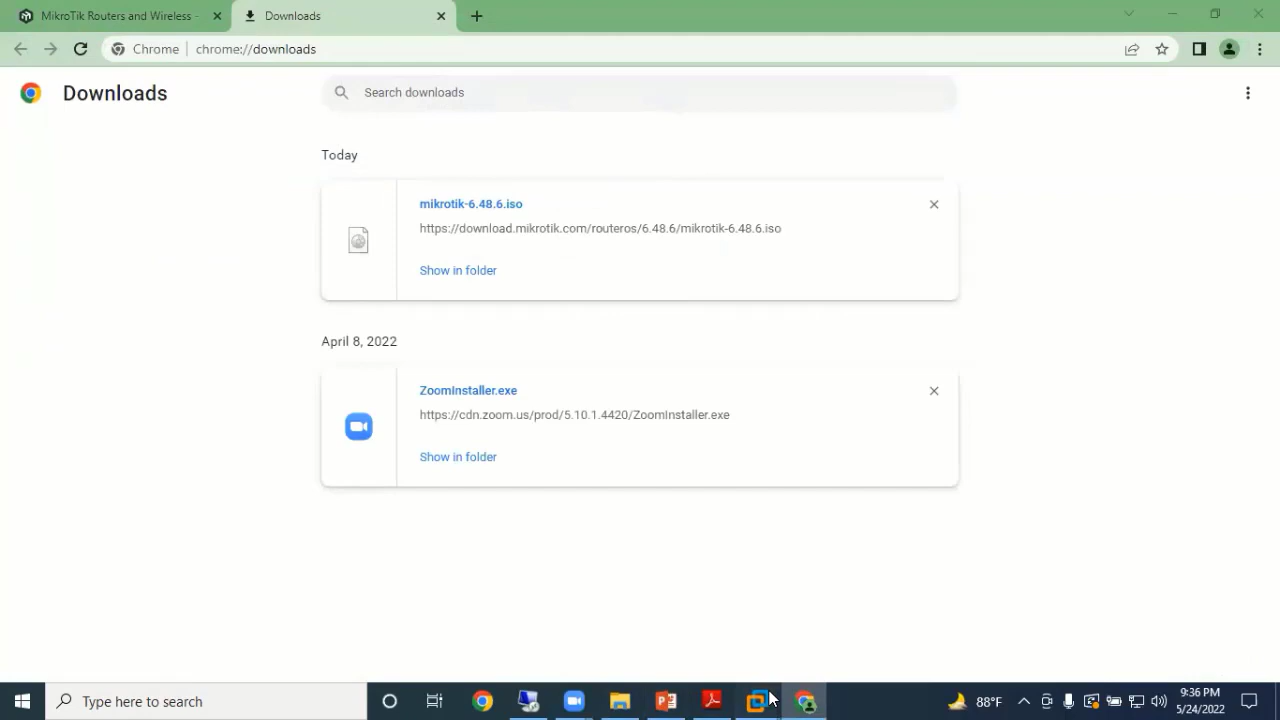 MikroTik Routers and Wireless -
Downloads
Chrome
chrome://downloads
Downloads
Search downloads
Today
mikrotik-6.48.6.iso
https://download.mikrotik.com/routeros/6.48.6/mikrotik-6.48.6.iso
Show in folder
April 8, 2022
ZoomInstaller.exe
https://cdn.zoom.us/prod/5.10.1.4420/ZoomInstaller.exe
Show in folder
Type here to search
88°F
9:36 PM
5/24/2022